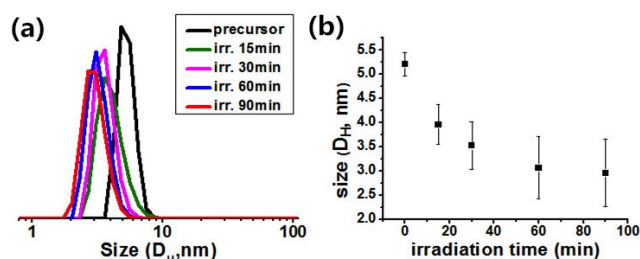 (a)
precursor
irr. 15min
irr. 30min
irr. 60min
irr. 90min
1 10 100
Size (DH,nm)
(b)
size (DH, nm)
5.5
5.0
4.5
4.0
3.5
3.0
2.5
2.0
0 20 40 60 80 100
irradiation time (min)